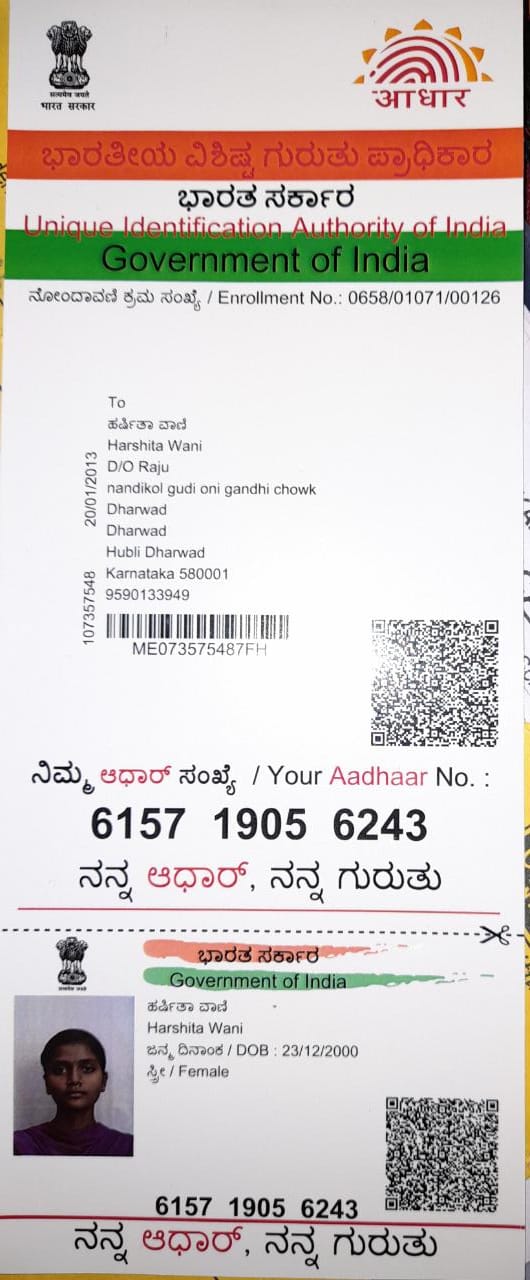 सत्यमेव जयते
भारत सरकार
आधार
ಭಾರತೀಯ ವಿಶಿಷ್ಟ ಗುರುತು ಪ್ರಾಧಿಕಾರ
ಭಾರತ ಸರ್ಕಾರ
Unique Identification Authority of India
Government of India
ನೋಂದಾವಣಿ ಕ್ರಮ ಸಂಖ್ಯೆ / Enrollment No.: 0658/01071/00126
To
ಹರ್ಷಿತಾ ವಾಣಿ
Harshita Wani
D/O Raju
nandikol gudi oni gandhi chowk
Dharwad
Dharwad
Hubli Dharwad
Karnataka 580001
9590133949
20/01/2013
107357548
ME073575487FH
ನಿಮ್ಮ ಆಧಾರ್ ಸಂಖ್ಯೆ / Your Aadhaar No. :
6157 1905 6243
ನನ್ನ ಆಧಾರ್, ನನ್ನ ಗುರುತು
ಭಾರತ ಸರ್ಕಾರ
Government of India
ಹರ್ಷಿತಾ ವಾಣಿ
Harshita Wani
ಜನ್ಮ ದಿನಾಂಕ / DOB : 23/12/2000
ಸ್ತ್ರೀ / Female
6157 1905 6243
ನನ್ನ ಆಧಾರ್, ನನ್ನ ಗುರುತು